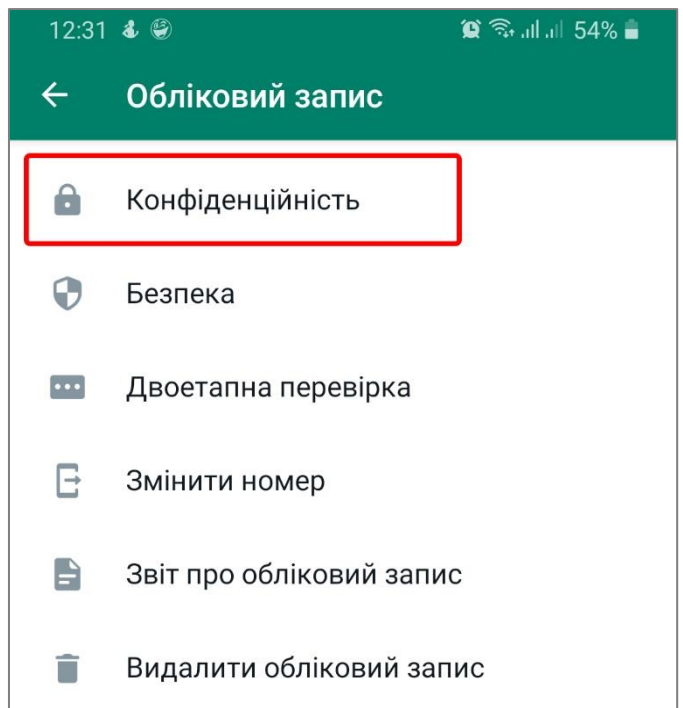 12:31 54%
Обліковий запис
Конфіденційність
Безпека
Двоетапна перевірка
Змінити номер
Звіт про обліковий запис
Видалити обліковий запис